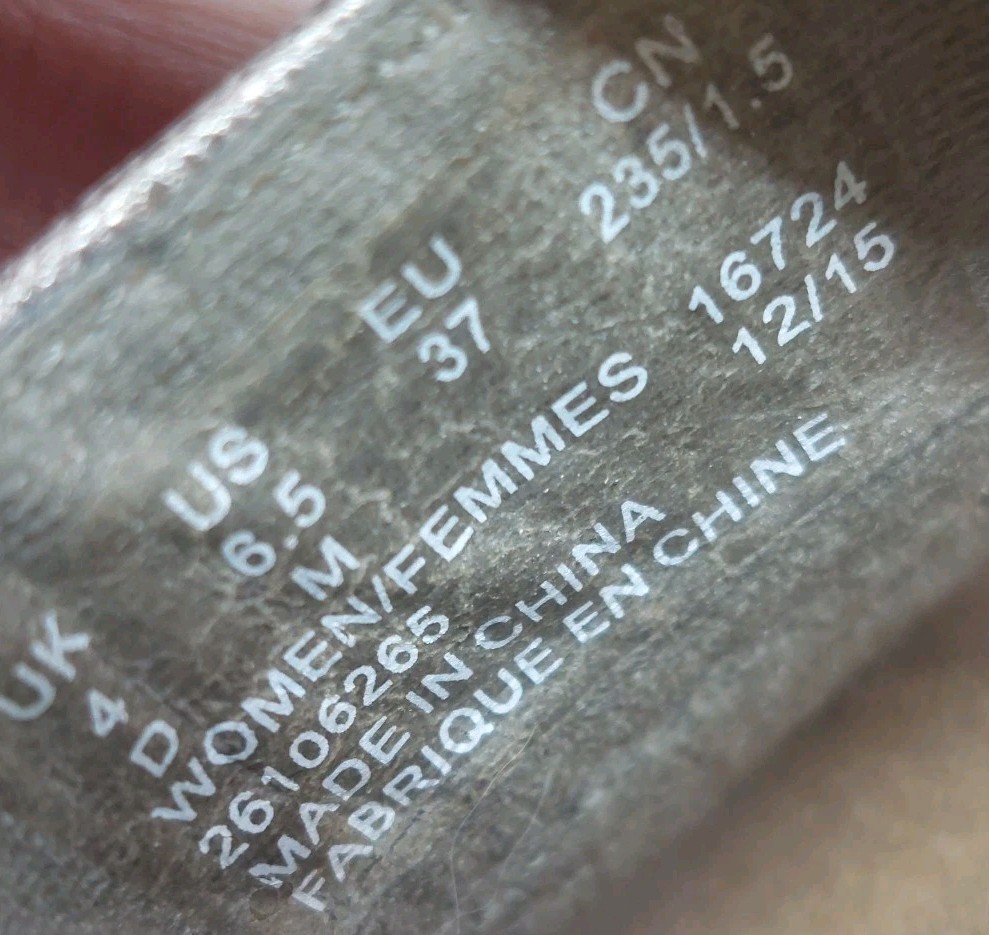 UK US EU CN
4 6.5 37 235/1.5
D M
WOMEN/FEMMES 16724
26106265 12/15
MADE IN CHINA
FABRIQUE EN CHINE